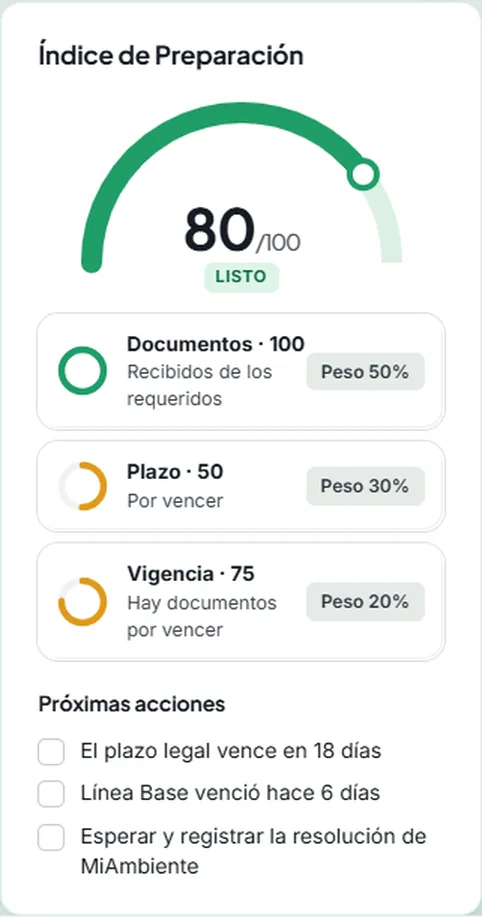 Índice de Preparación
80/100
LISTO
Documentos · 100
Recibidos de los
requeridos
Peso 50%
Plazo · 50
Por vencer
Peso 30%
Vigencia · 75
Hay documentos
por vencer
Peso 20%
Próximas acciones
El plazo legal vence en 18 días
Línea Base venció hace 6 días
Esperar y registrar la resolución de
MiAmbiente